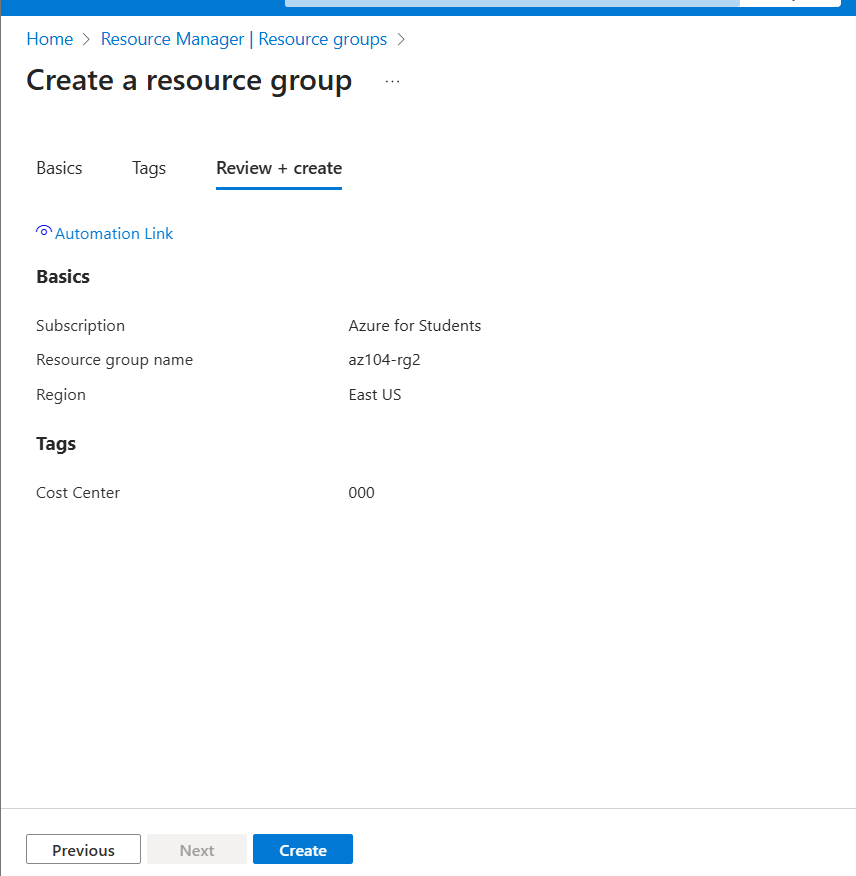 Home > Resource Manager | Resource groups >
Create a resource group ...
Basics Tags Review + create
Automation Link
Basics
Subscription Azure for Students
Resource group name az104-rg2
Region East US
Tags
Cost Center 000
Previous Next Create